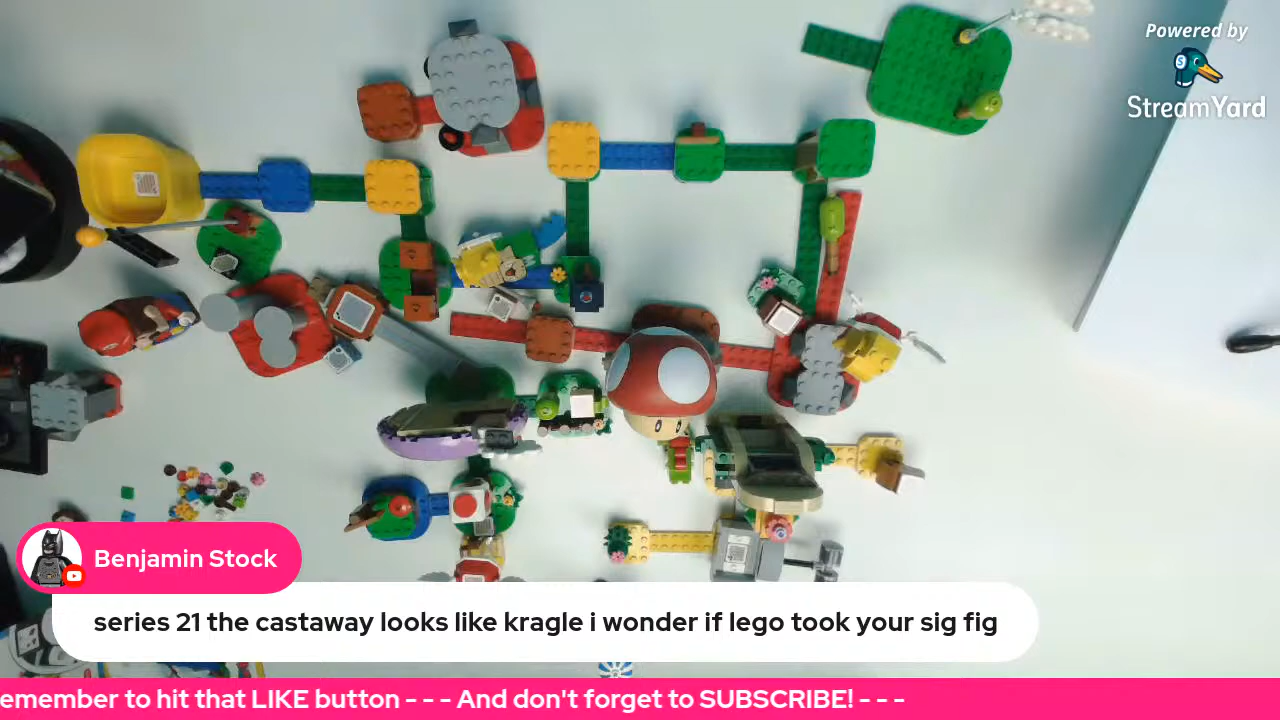 Powered by
StreamYard
Benjamin Stock
series 21 the castaway looks like kragle i wonder if lego took your sig fig
emember to hit that LIKE button - - - And don't forget to SUBSCRIBE! - - -